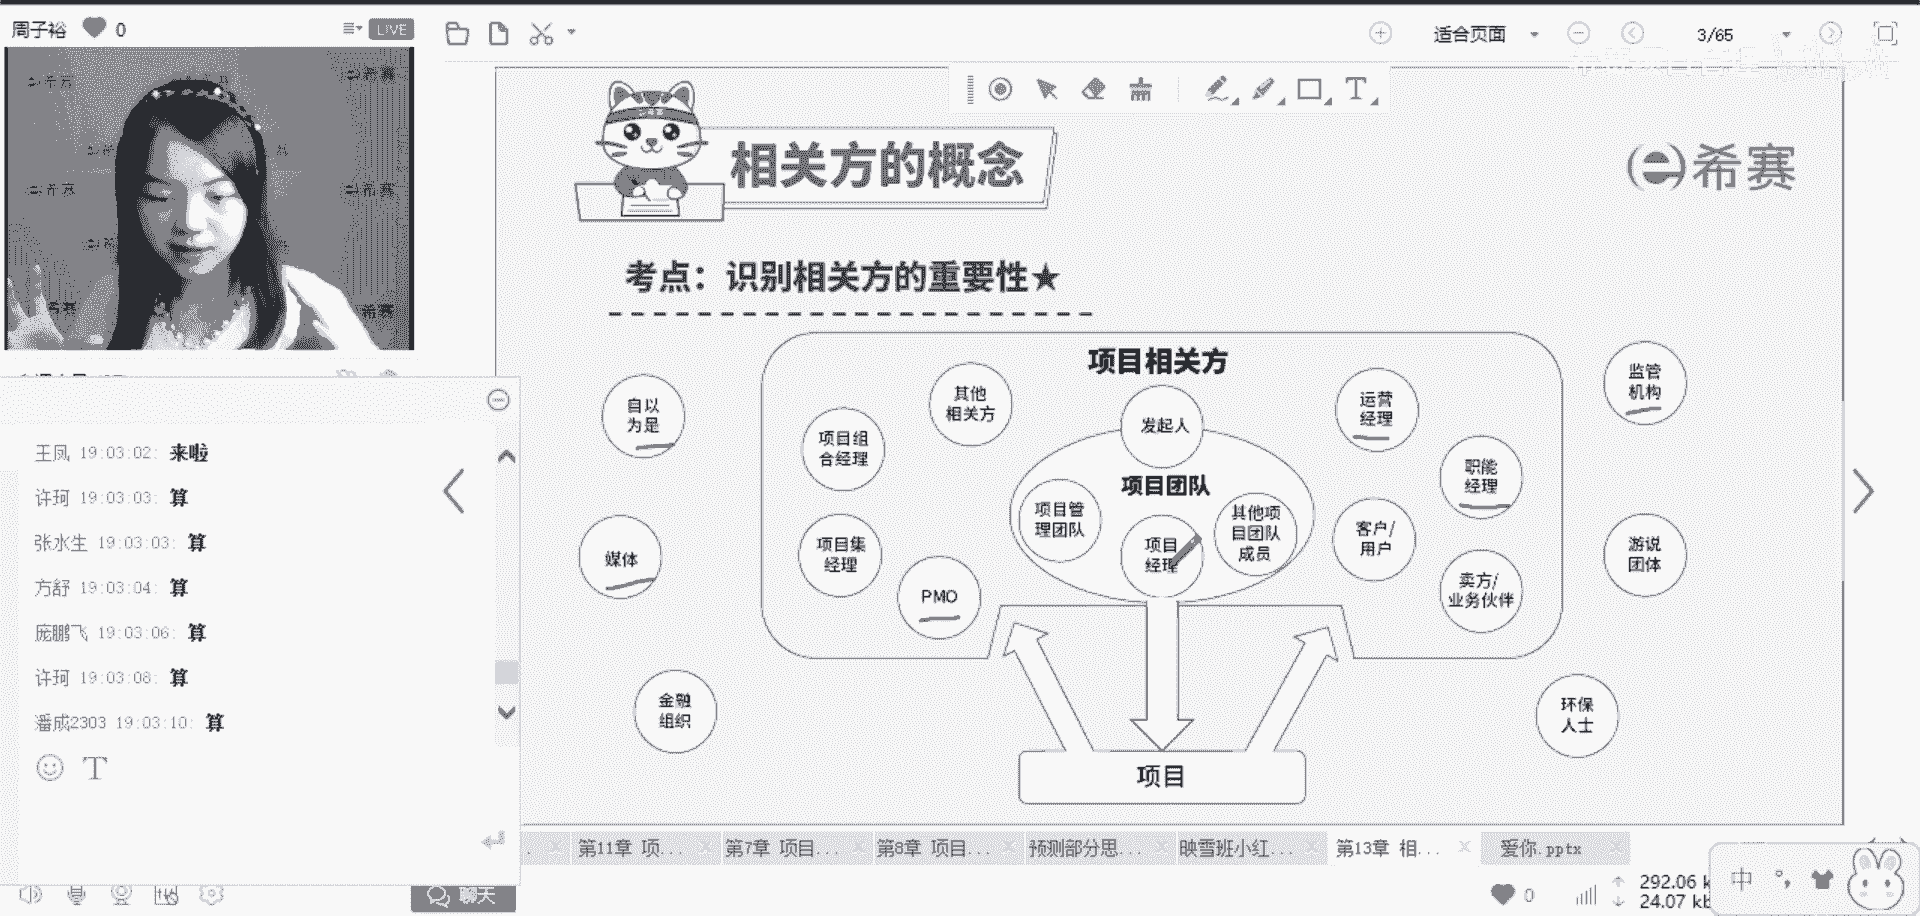 周子裕 0
LIVE
适合页面
3/65
相关方的概念
希赛
考点：识别相关方的重要性★
项目相关方
自以
为是
项目组
合经理
其他
相关方
发起人
运营
经理
监管
机构
职能
经理
项目团队
项目管
理团队
项目
经理
其他项
目团队
成员
客户/
用户
游说
团体
媒体
项目集
经理
PMO
卖方/
业务伙伴
金融
组织
环保
人士
项目
王凤 19:03:02: 来啦
许珂 19:03:03: 算
张水生 19:03:03: 算
方舒 19:03:04: 算
庞鹏飞 19:03:06: 算
许珂 19:03:08: 算
潘成2303 19:03:10: 算
聊天
第11章 项...
第7章 项目...
第8章 项目...
预测部分思...
映雪班小红...
第13章 相...
爱你.pptx
0
292.06
24.07
中